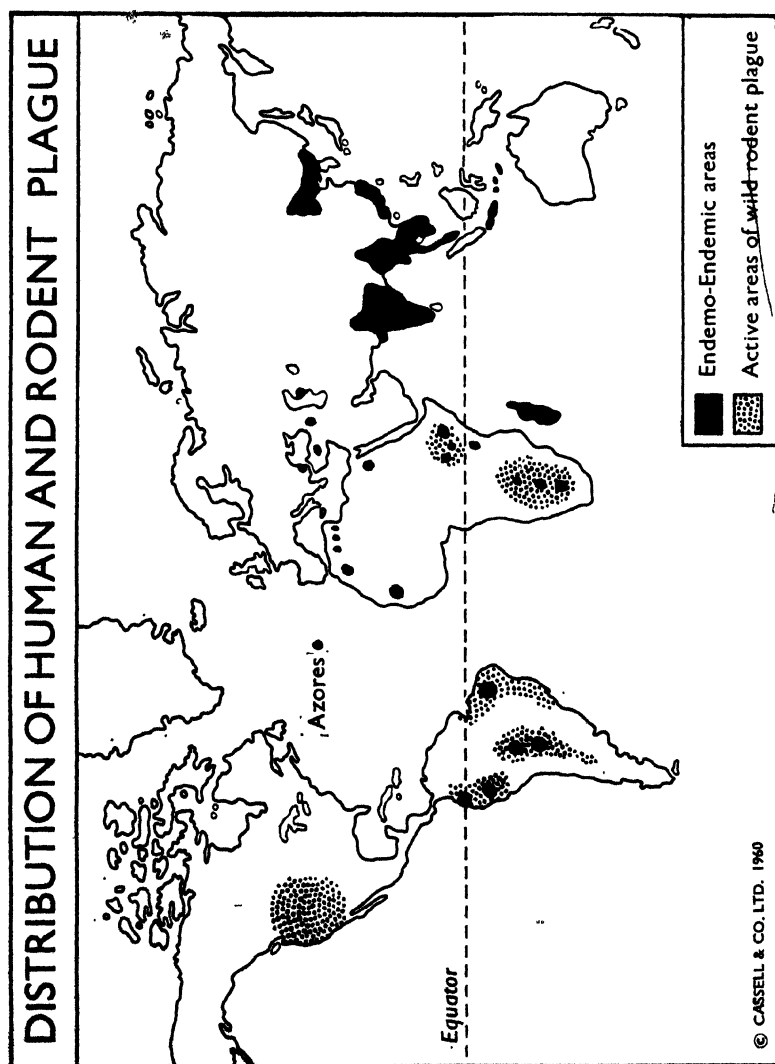 DISTRIBUTION OF HUMAN AND RODENT PLAGUE
Azores
Equator
Endemo-Endemic areas
Active areas of wild rodent plague
© CASSELL & CO. LTD. 1960